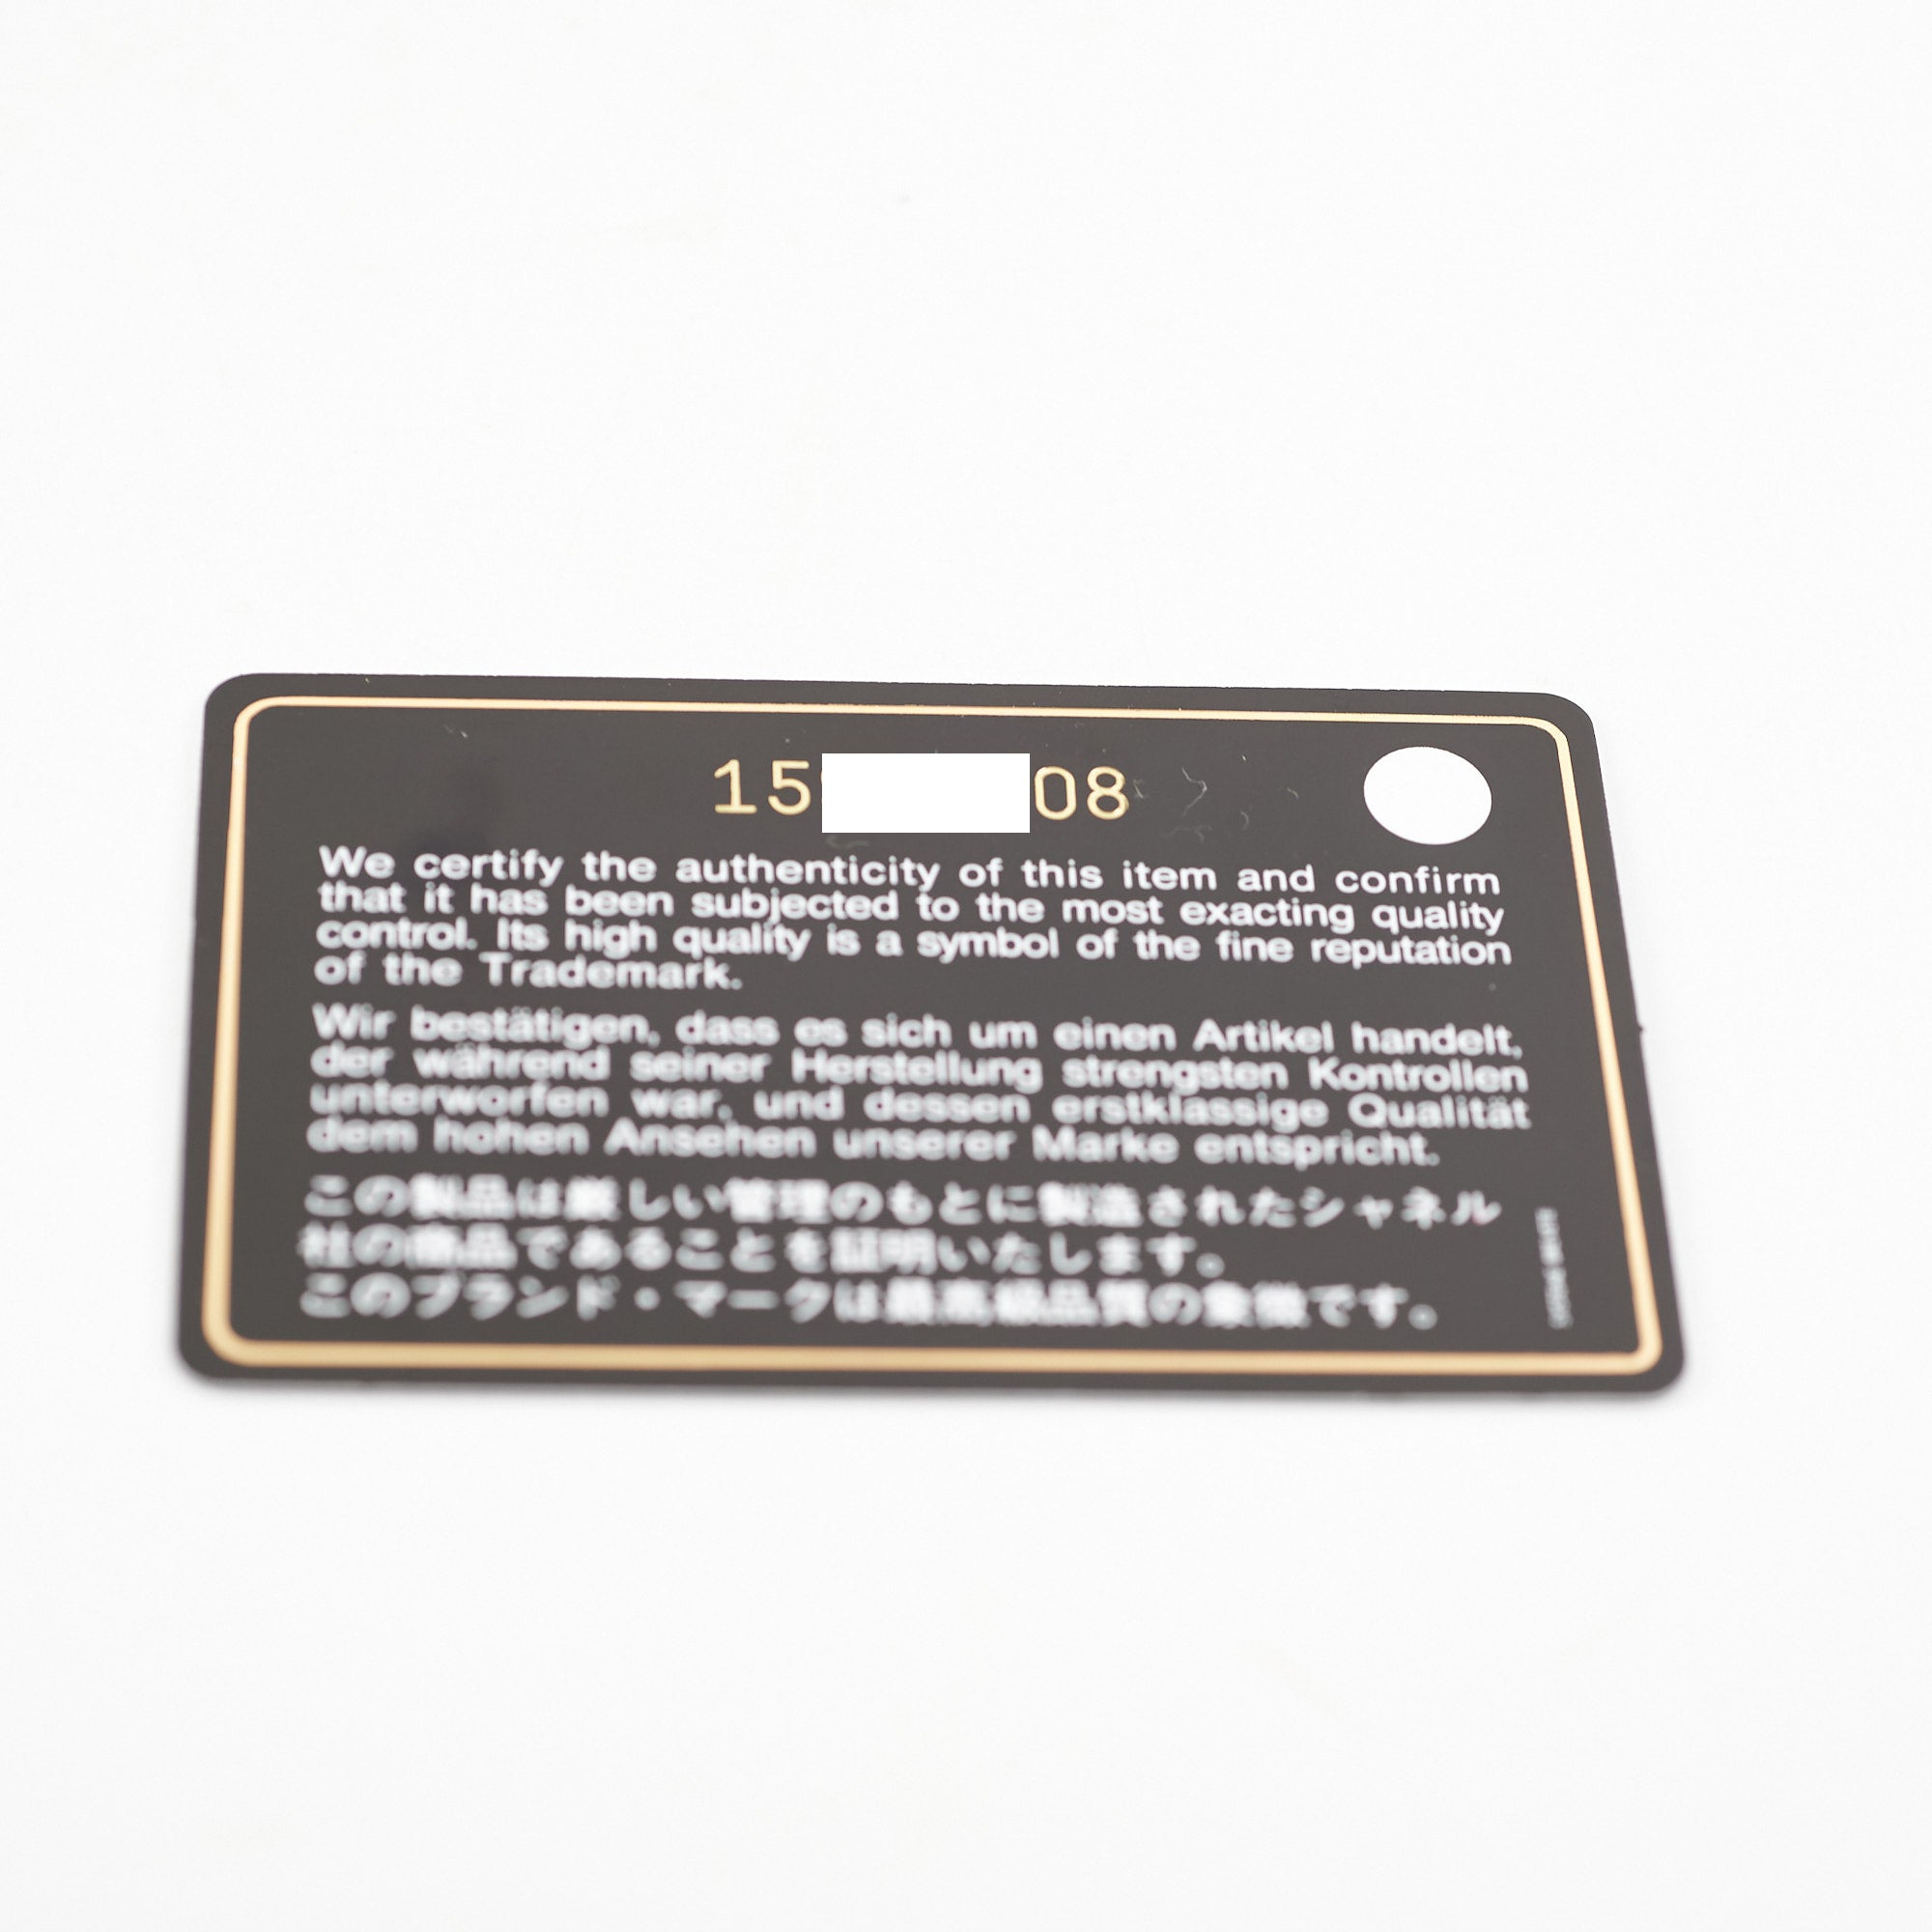 15 08
We certify the authenticity of this item and confirm
that it has been subjected to the most exacting quality
control. Its high quality is a symbol of the fine reputation
of the Trademark.
Wir bestätigen, dass es sich um einen Artikel handelt,
der während seiner Herstellung strengsten Kontrollen
unterworfen war, und dessen erstklassige Qualität
dem hohen Ansehen unserer Marke entspricht.
この製品は厳しい管理のもとに製造されたシャネル
社の商品であることを証明いたします。
このブランド・マークは最高級品質の象徴です。